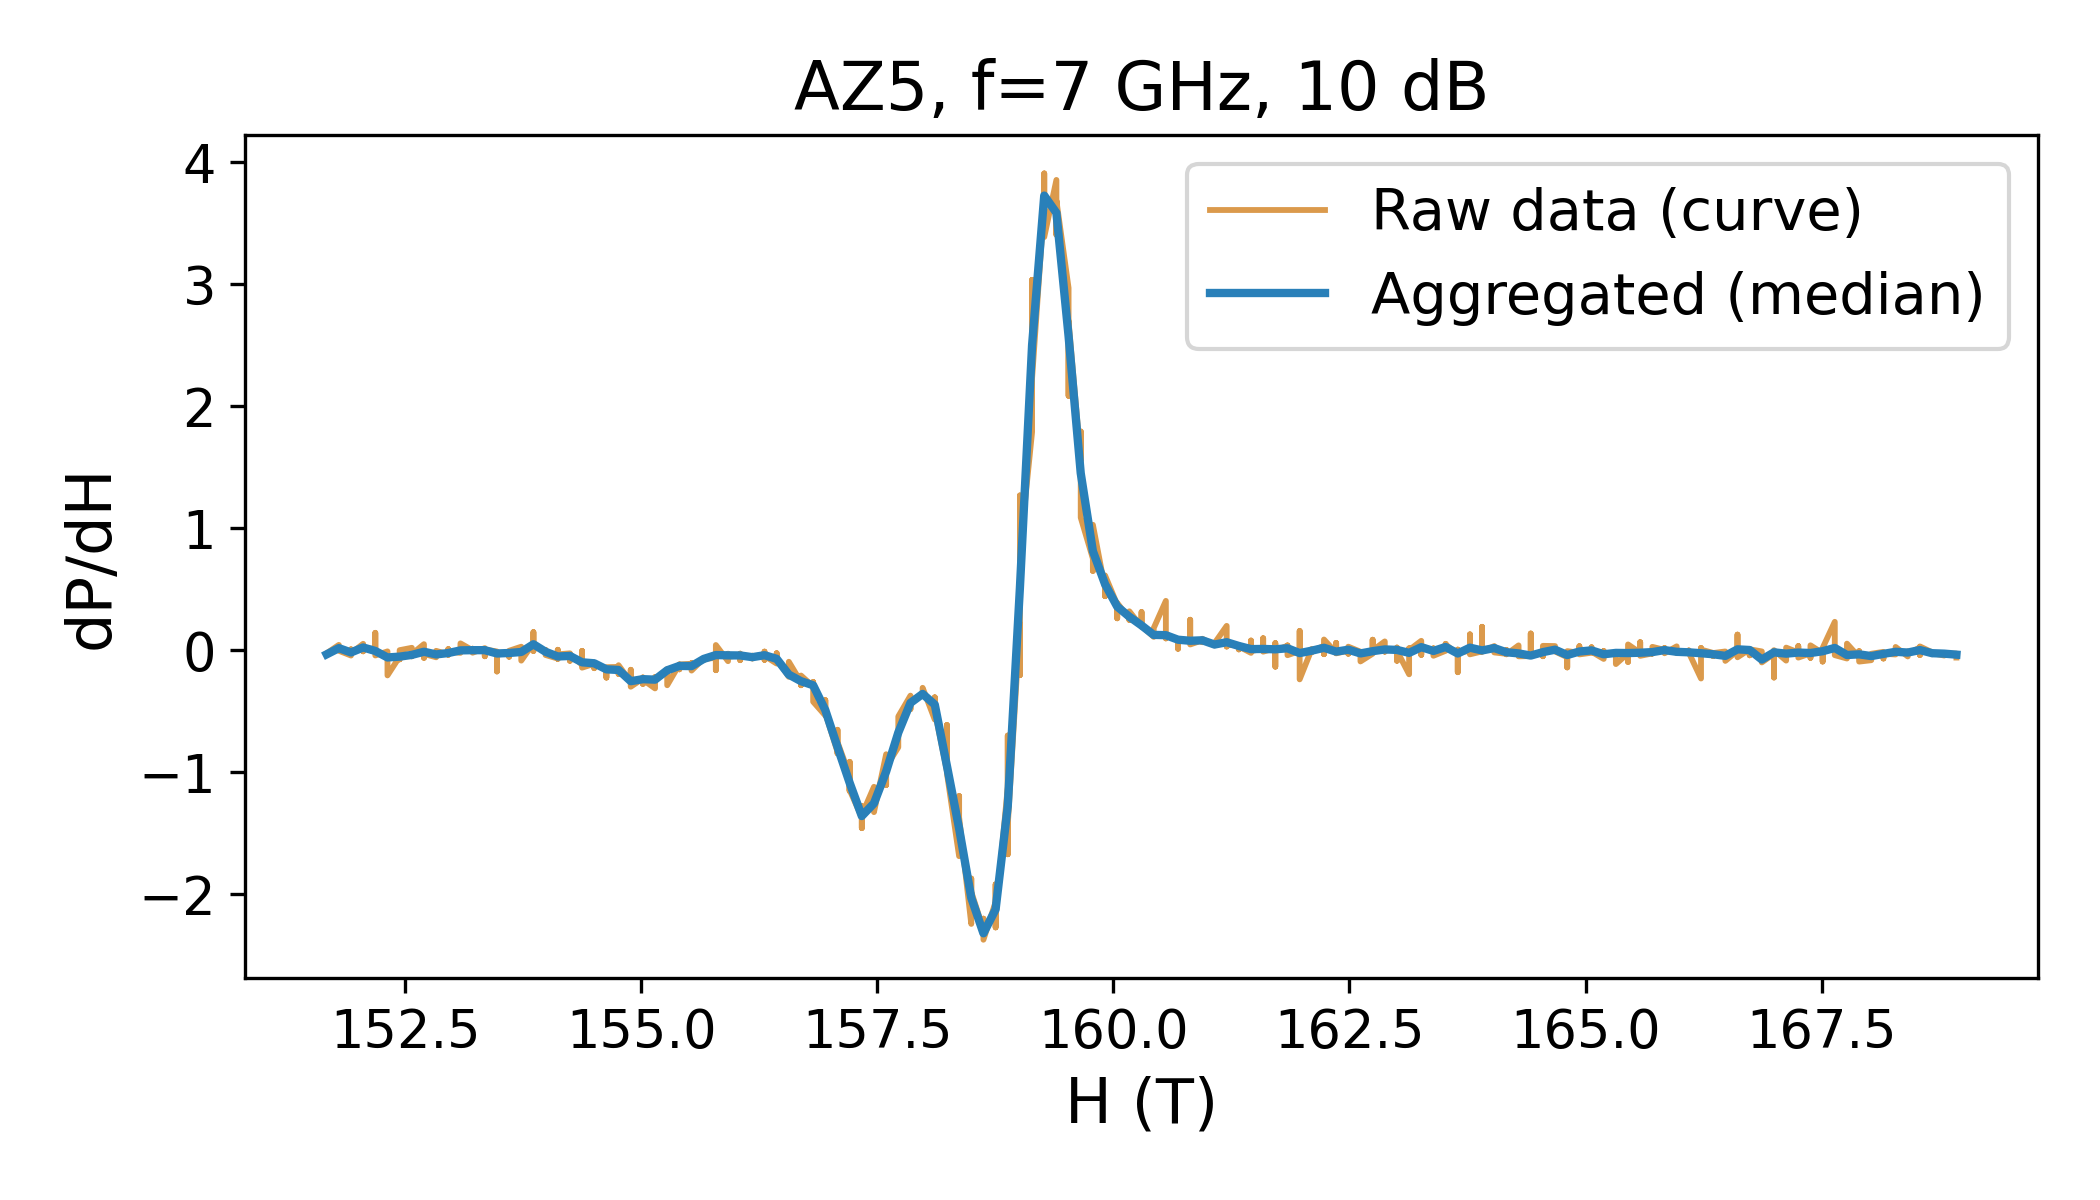 AZ5, f=7 GHz, 10 dB
Raw data (curve)
Aggregated (median)
dP/dH
4
3
2
1
0
−1
−2
152.5 155.0 157.5 160.0 162.5 165.0 167.5
H (T)